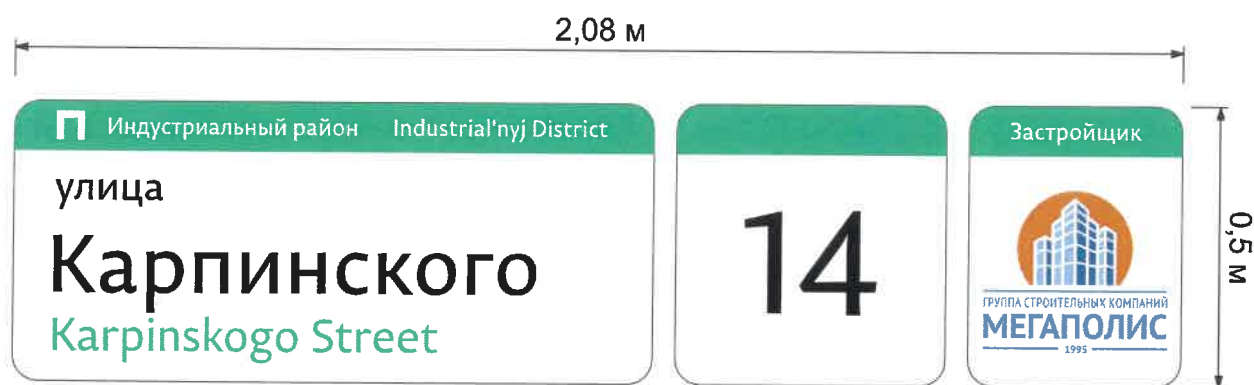 2,08 м
П Индустриальный район Industrial'nyj District
улица
Карпинского
Karpinskogo Street
14
Застройщик
ГРУППА СТРОИТЕЛЬНЫХ КОМПАНИЙ
МЕГАПОЛИС
1995
0,5 м